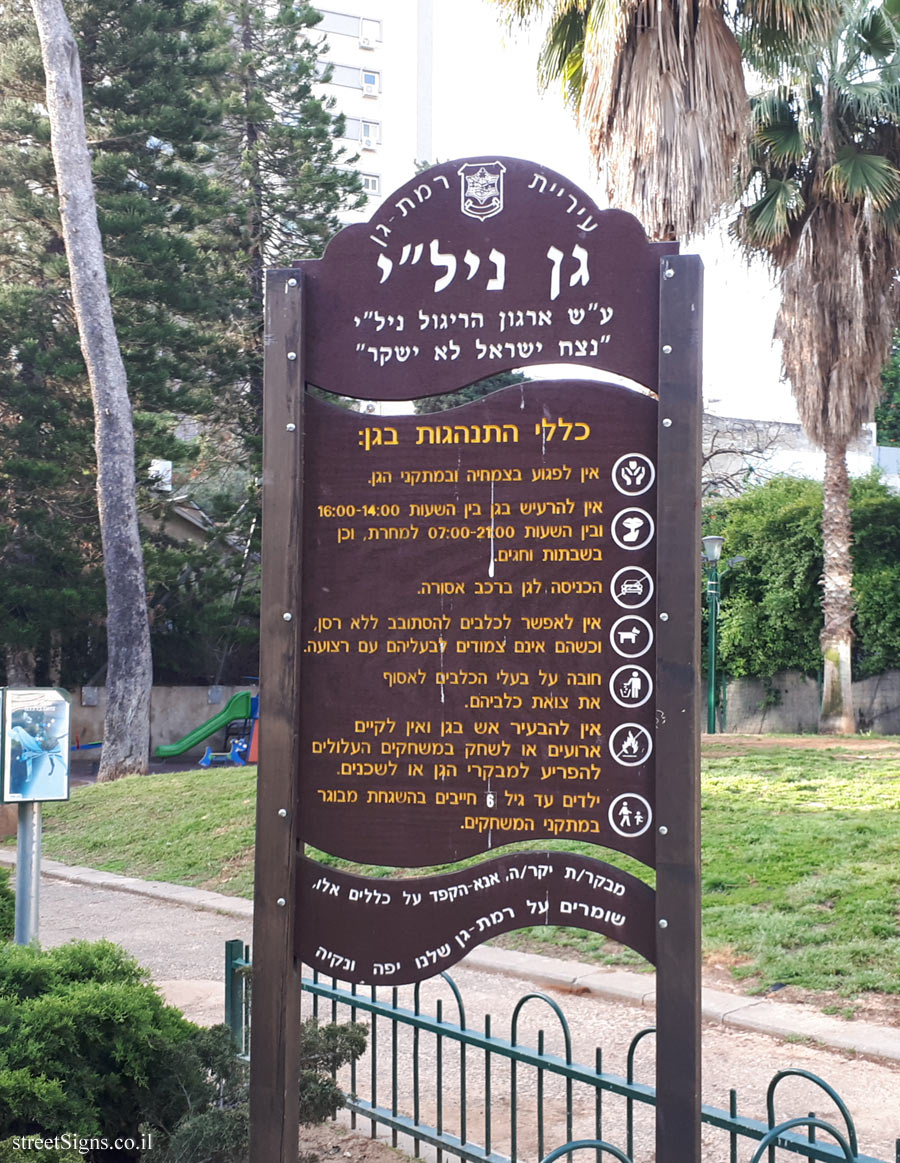 עיריית רמת-גן
גן ניל״י
ע״ש ארגון הריגול ניל״י
״נצח ישראל לא ישקר״
כללי התנהגות בגן:
אין לפגוע בצמחיה ובמתקני הגן.
אין להרעיש בגן בין השעות 16:00-14:00
ובין השעות 07:00-21:00 למחרת, וכן
בשבתות וחגים.
הכניסה לגן ברכב אסורה.
אין לאפשר לכלבים להסתובב ללא רסן,
וכשהם אינם צמודים לבעליהם עם רצועה.
חובה על בעלי הכלבים לאסוף
את צואת כלביהם.
אין להבעיר אש בגן ואין לקיים
ארועים או לשחק במשחקים העלולים
להפריע למבקרי הגן או לשכנים.
ילדים עד גיל 6 חייבים בהשגחת מבוגר
במתקני המשחקים.
מבקר/ת יקר/ה, אנא-הקפד על כללים אלו,
שומרים על רמת-גן שלנו יפה ונקיה
streetSigns.co.il